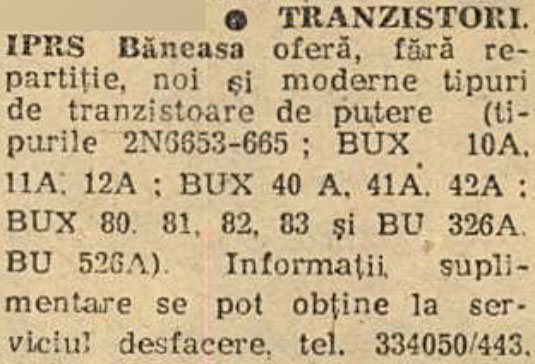 ● TRANZISTORI.
IPRS Băneasa oferă, fără re-
partiție, noi și moderne tipuri
de tranzistoare de putere (ti-
purile 2N6653-665 ; BUX 10A,
11A, 12A ; BUX 40 A, 41A, 42A ;
BUX 80, 81, 82, 83 și BU 326A,
BU 526A). Informații, supli-
mentare se pot obține la ser-
viciul desfacere, tel. 334050/443.